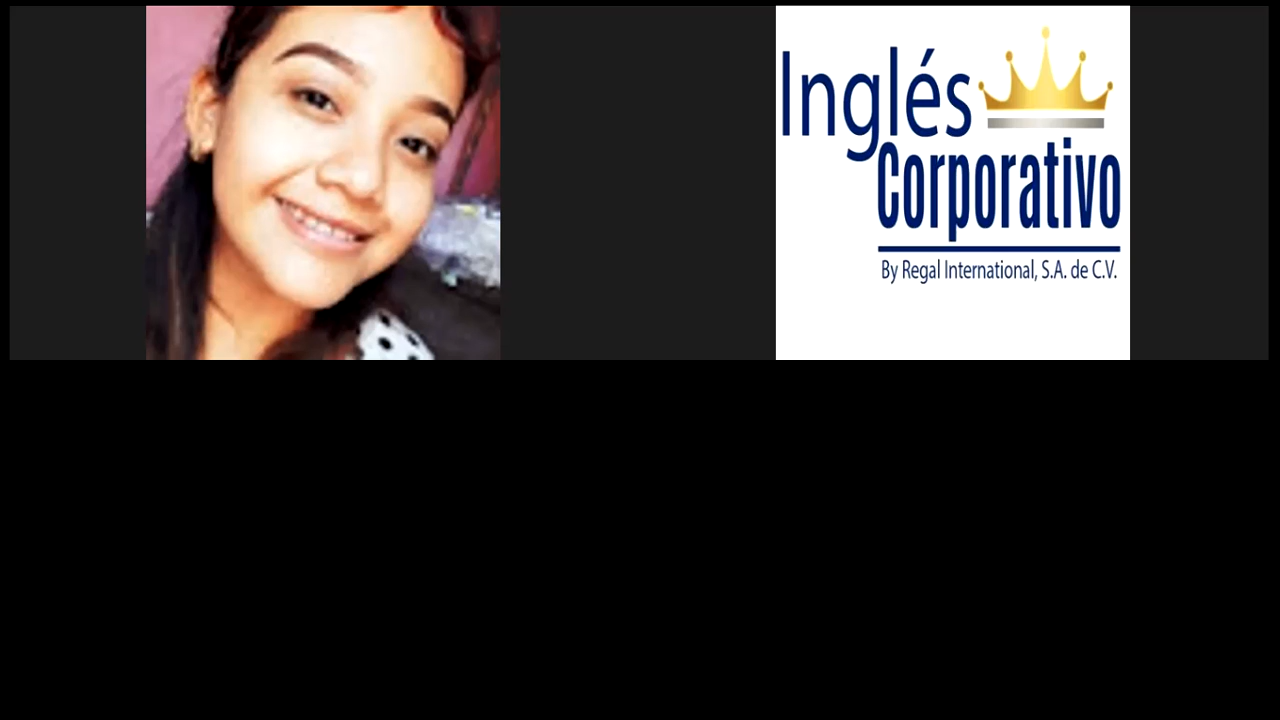 Inglés
Corporativo
By Regal International, S.A. de C.V.